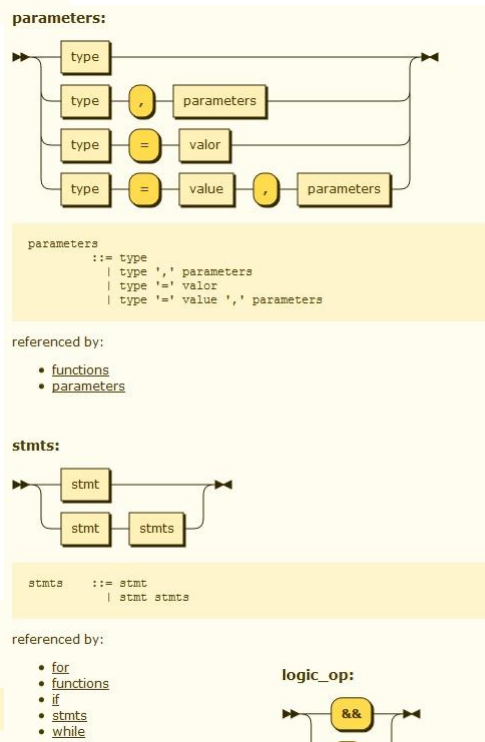 parameters:
type
type , parameters
type = valor
type = value , parameters
parameters
::= type
| type ',' parameters
| type '=' valor
| type '=' value ',' parameters
referenced by:
functions
parameters
stmts:
stmt
stmt stmts
stmts ::= stmt
| stmt stmts
referenced by:
for
functions
if
stmts
while
logic_op:
&&